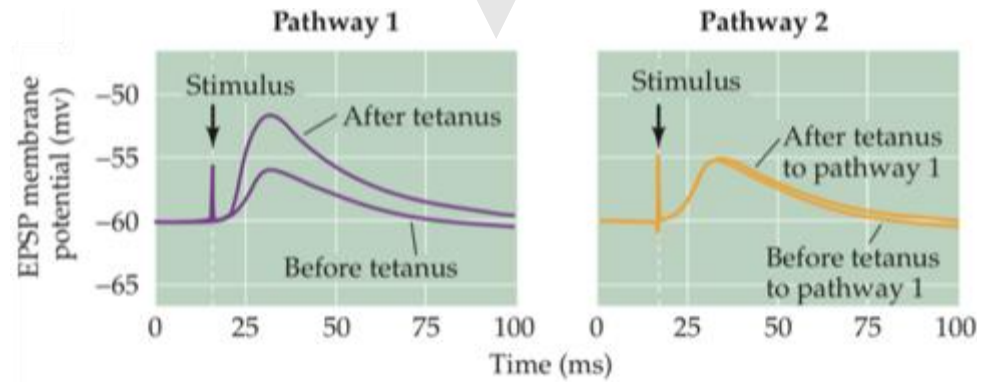 Pathway 1
Pathway 2
EPSP membrane
potential (mv)
−50
−55
−60
−65
Stimulus
After tetanus
Before tetanus
0
25
50
75
100
Stimulus
After tetanus
to pathway 1
Before tetanus
to pathway 1
0
25
50
75
100
Time (ms)